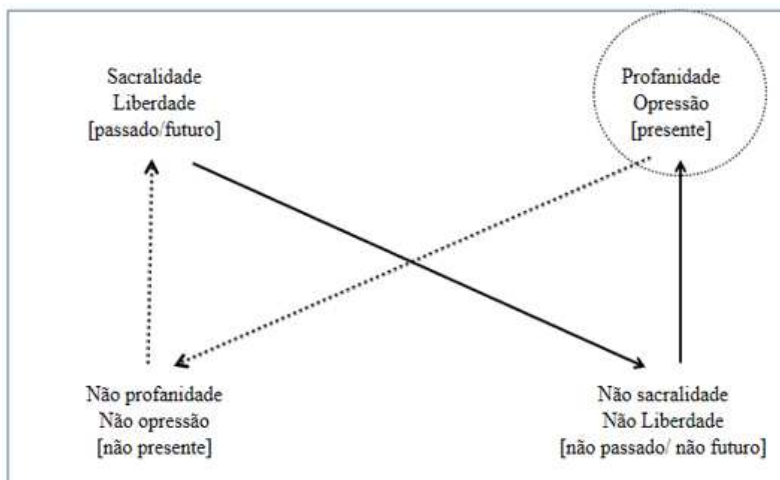 Sacralidade
Liberdade
[passado/futuro]
Profanidade
Opressão
[presente]
Não profanidade
Não opressão
[não presente]
Não sacralidade
Não Liberdade
[não passado/ não futuro]